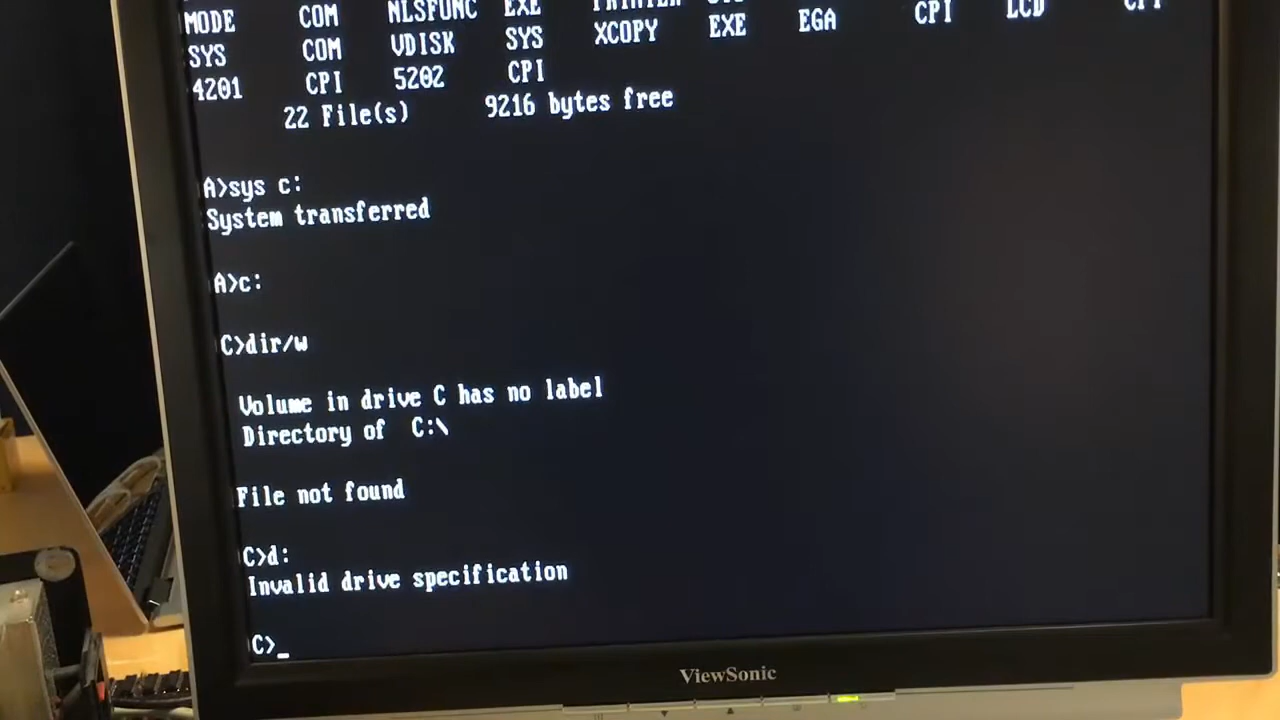 MODE COM NLSFUNC EXE
SYS COM VDISK SYS XCOPY EXE EGA CPI LCD
4201 CPI 5202 CPI
22 File(s) 9216 bytes free
A>sys c:
System transferred
A>c:
C>dir/w
Volume in drive C has no label
Directory of C:\
File not found
C>d:
Invalid drive specification
C>_
ViewSonic